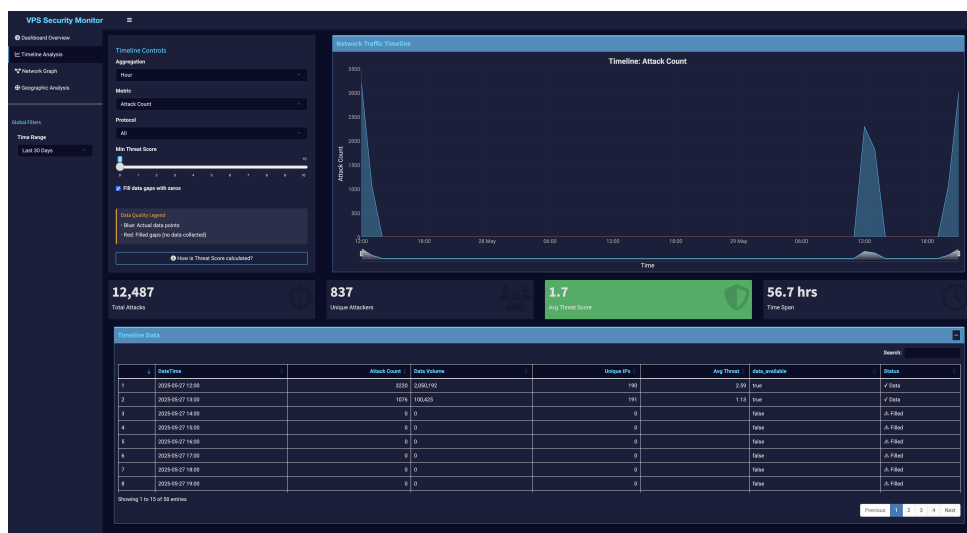 VPS Security Monitor
Dashboard Overview
Timeline Analysis
Network Graph
Geographic Analysis
Global Filters
Time Range
Last 30 Days
Timeline Controls
Aggregation
Hour
Metric
Attack Count
Protocol
All
Min Threat Score
0 10
0 1 2 3 4 5 6 7 8 9 10
Fill data gaps with zeros
Data Quality Legend
• Blue: Actual data points
• Red: Filled gaps (no data collected)
How is Threat Score calculated?
Network Traffic Timeline
Timeline: Attack Count
3500
3000
2500
2000
1500
1000
500
0
Attack Count
12:00 18:00 28 May 06:00 12:00 18:00 29 May 06:00 12:00 18:00
Time
12,487
Total Attacks
837
Unique Attackers
1.7
Avg Threat Score
56.7 hrs
Time Span
Timeline Data
Search:
DateTime Attack Count Data Volume Unique IPs Avg Threat data_available Status
1 2025-05-27 12:00 3220 2,050,192 190 2.59 true ✓ Data
2 2025-05-27 13:00 1076 100,425 191 1.13 true ✓ Data
3 2025-05-27 14:00 0 0 0 false ⚠ Filled
4 2025-05-27 15:00 0 0 0 false ⚠ Filled
5 2025-05-27 16:00 0 0 0 false ⚠ Filled
6 2025-05-27 17:00 0 0 0 false ⚠ Filled
7 2025-05-27 18:00 0 0 0 false ⚠ Filled
8 2025-05-27 19:00 0 0 0 false ⚠ Filled
Showing 1 to 15 of 58 entries
Previous 1 2 3 4 Next